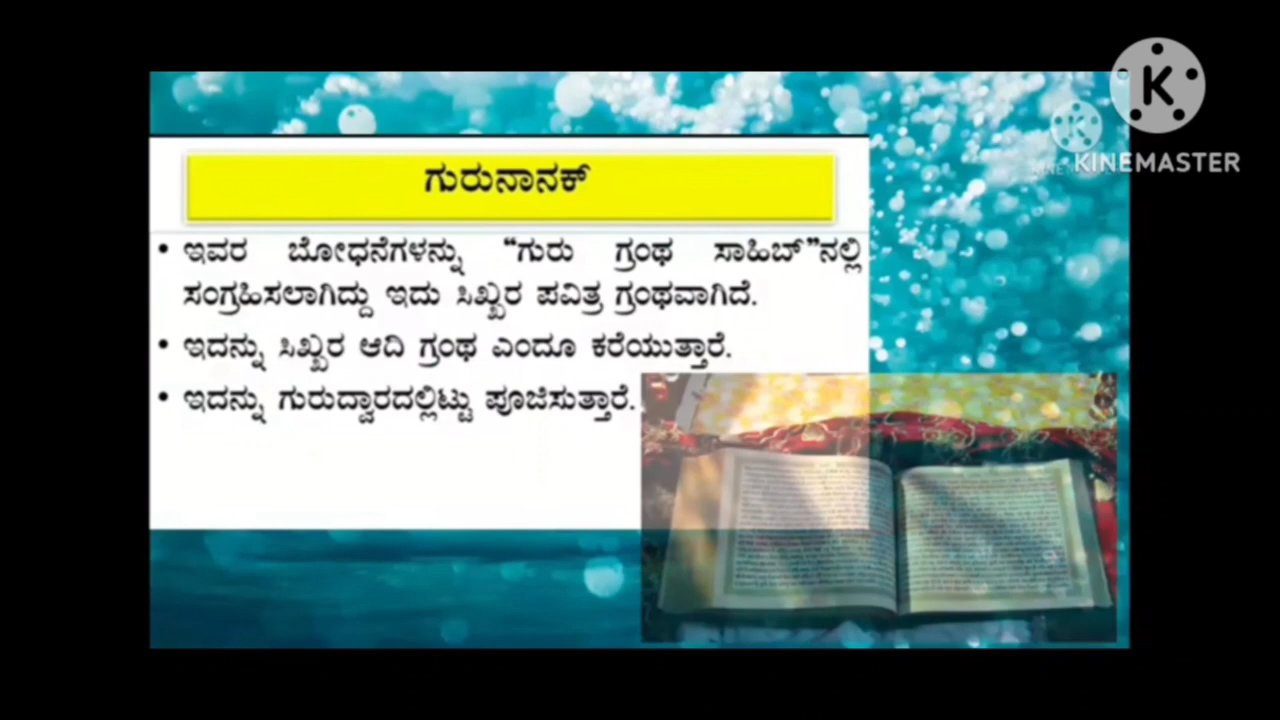 ಗುರುನಾನಕ್
• ಇವರ ಬೋಧನೆಗಳನ್ನು “ಗುರು ಗ್ರಂಥ ಸಾಹಿಬ್”ನಲ್ಲಿ
ಸಂಗ್ರಹಿಸಲಾಗಿದ್ದು ಇದು ಸಿಖ್ಖರ ಪವಿತ್ರ ಗ್ರಂಥವಾಗಿದೆ.
• ಇದನ್ನು ಸಿಖ್ಖರ ಆದಿ ಗ್ರಂಥ ಎಂದೂ ಕರೆಯುತ್ತಾರೆ.
• ಇದನ್ನು ಗುರುದ್ವಾರದಲ್ಲಿಟ್ಟು ಪೂಜಿಸುತ್ತಾರೆ.
K
KINEMASTER